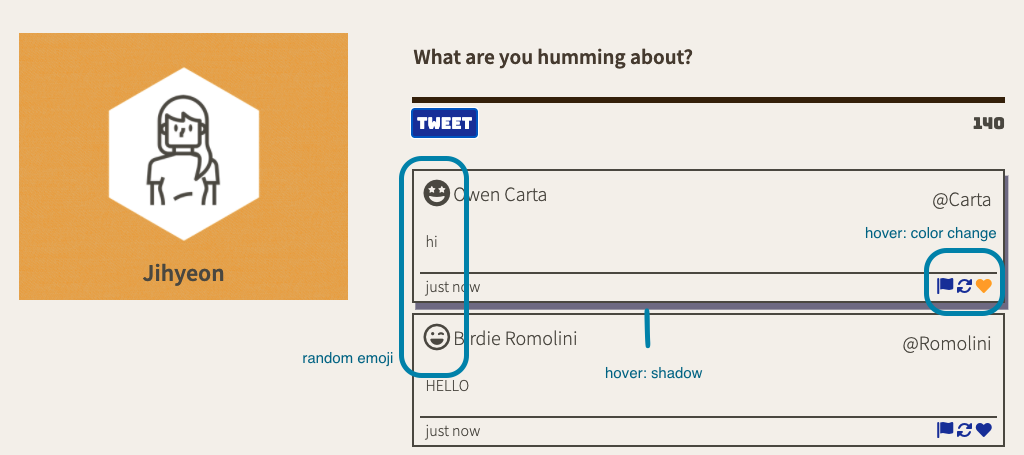 What are you humming about?
TWEET
140
Owen Carta
@Carta
hi
hover: color change
just now
Jihyeon
Birdie Romolini
@Romolini
random emoji
hover: shadow
HELLO
just now